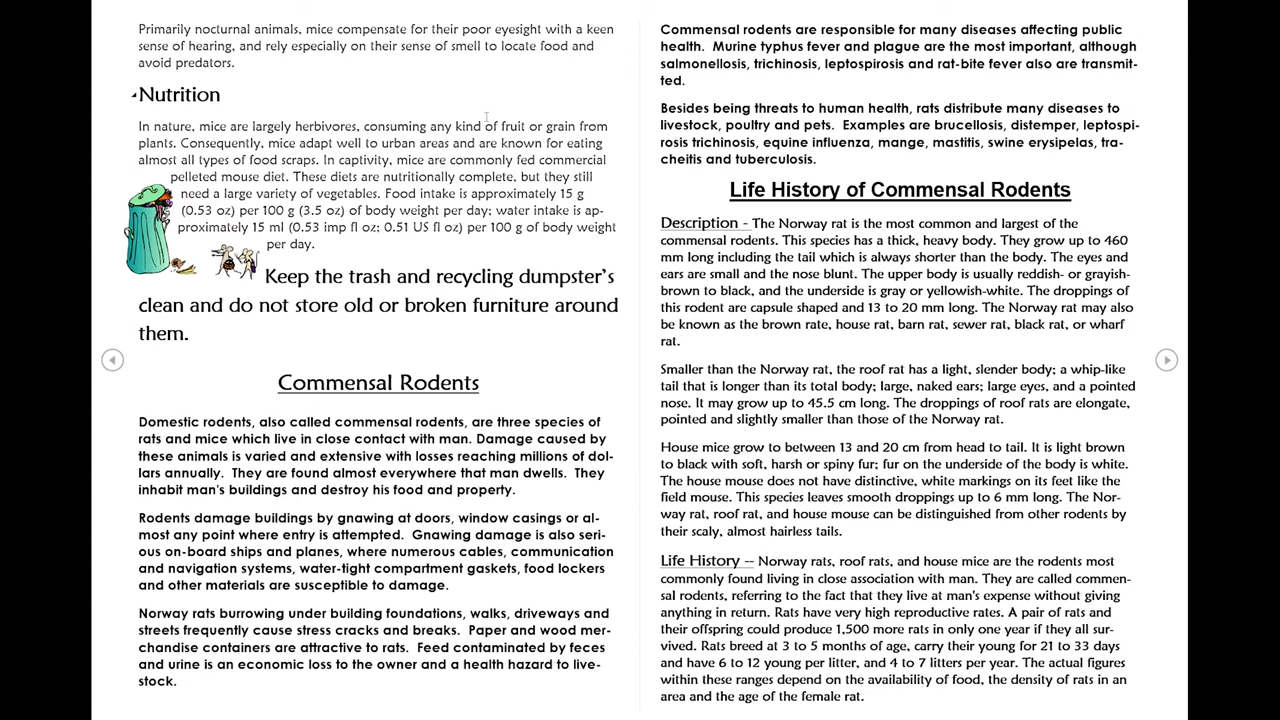 Primarily nocturnal animals, mice compensate for their poor eyesight with a keen
sense of hearing, and rely especially on their sense of smell to locate food and
avoid predators.
Nutrition
In nature, mice are largely herbivores, consuming any kind of fruit or grain from
plants. Consequently, mice adapt well to urban areas and are known for eating
almost all types of food scraps. In captivity, mice are commonly fed commercial
pelleted mouse diet. These diets are nutritionally complete, but they still
need a large variety of vegetables. Food intake is approximately 15 g
(0.53 oz) per 100 g (3.5 oz) of body weight per day; water intake is ap-
proximately 15 ml (0.53 imp fl oz; 0.51 US fl oz) per 100 g of body weight
per day.
Keep the trash and recycling dumpster's
clean and do not store old or broken furniture around
them.
Commensal Rodents
Domestic rodents, also called commensal rodents, are three species of
rats and mice which live in close contact with man. Damage caused by
these animals is varied and extensive with losses reaching millions of dol-
lars annually.  They are found almost everywhere that man dwells.  They
inhabit man's buildings and destroy his food and property.
Rodents damage buildings by gnawing at doors, window casings or al-
most any point where entry is attempted.  Gnawing damage is also seri-
ous on-board ships and planes, where numerous cables, communication
and navigation systems, water-tight compartment gaskets, food lockers
and other materials are susceptible to damage.
Norway rats burrowing under building foundations, walks, driveways and
streets frequently cause stress cracks and breaks.  Paper and wood mer-
chandise containers are attractive to rats.  Feed contaminated by feces
and urine is an economic loss to the owner and a health hazard to live-
stock.
Commensal rodents are responsible for many diseases affecting public
health.  Murine typhus fever and plague are the most important, although
salmonellosis, trichinosis, leptospirosis and rat-bite fever also are transmit-
ted.
Besides being threats to human health, rats distribute many diseases to
livestock, poultry and pets.  Examples are brucellosis, distemper, leptospi-
rosis trichinosis, equine influenza, mange, mastitis, swine erysipelas, tra-
cheitis and tuberculosis.
Life History of Commensal Rodents
Description - The Norway rat is the most common and largest of the
commensal rodents. This species has a thick, heavy body. They grow up to 460
mm long including the tail which is always shorter than the body. The eyes and
ears are small and the nose blunt. The upper body is usually reddish- or grayish-
brown to black, and the underside is gray or yellowish-white. The droppings of
this rodent are capsule shaped and 13 to 20 mm long. The Norway rat may also
be known as the brown rate, house rat, barn rat, sewer rat, black rat, or wharf
rat.
Smaller than the Norway rat, the roof rat has a light, slender body; a whip-like
tail that is longer than its total body; large, naked ears; large eyes, and a pointed
nose. It may grow up to 45.5 cm long. The droppings of roof rats are elongate,
pointed and slightly smaller than those of the Norway rat.
House mice grow to between 13 and 20 cm from head to tail. It is light brown
to black with soft, harsh or spiny fur; fur on the underside of the body is white.
The house mouse does not have distinctive, white markings on its feet like the
field mouse. This species leaves smooth droppings up to 6 mm long. The Nor-
way rat, roof rat, and house mouse can be distinguished from other rodents by
their scaly, almost hairless tails.
Life History -- Norway rats, roof rats, and house mice are the rodents most
commonly found living in close association with man. They are called commen-
sal rodents, referring to the fact that they live at man's expense without giving
anything in return. Rats have very high reproductive rates. A pair of rats and
their offspring could produce 1,500 more rats in only one year if they all sur-
vived. Rats breed at 3 to 5 months of age, carry their young for 21 to 33 days
and have 6 to 12 young per litter, and 4 to 7 litters per year. The actual figures
within these ranges depend on the availability of food, the density of rats in an
area and the age of the female rat.